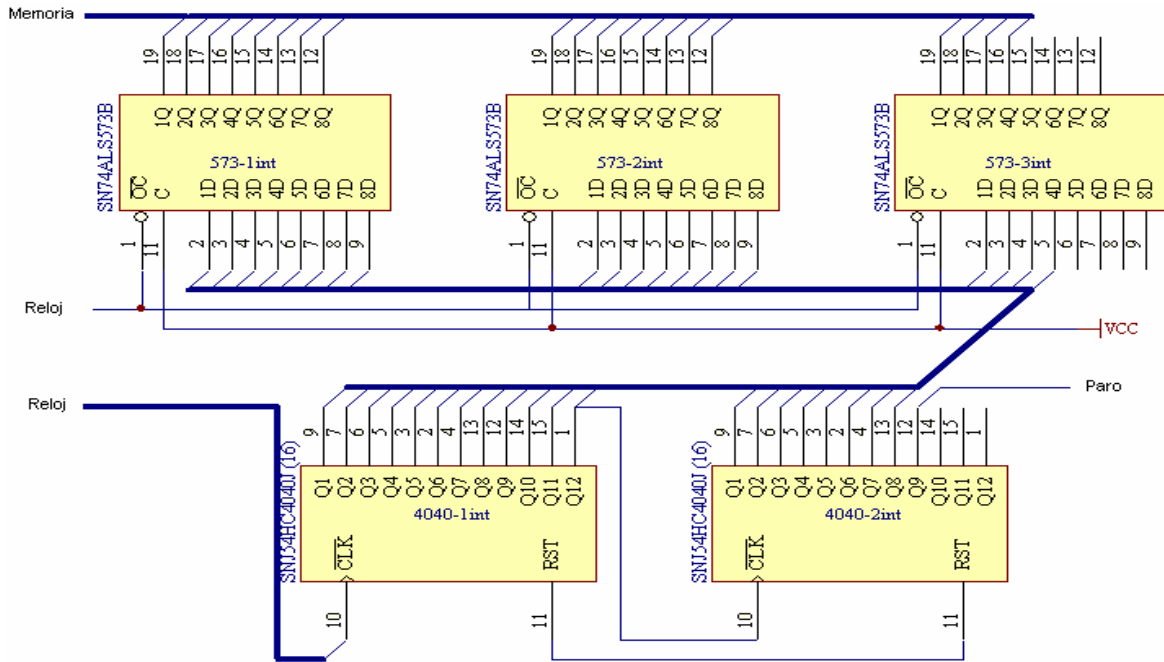 Memoria
19 18 17 16 15 14 13 12
19 18 17 16 15 14 13 12
19 18 17 16 15 14 13 12
SN74ALS573B
1Q 2Q 3Q 4Q 5Q 6Q 7Q 8Q
573-1int
OC C 1D 2D 3D 4D 5D 6D 7D 8D
1 11 2 3 4 5 6 7 8 9
SN74ALS573B
1Q 2Q 3Q 4Q 5Q 6Q 7Q 8Q
573-2int
OC C 1D 2D 3D 4D 5D 6D 7D 8D
1 11 2 3 4 5 6 7 8 9
SN74ALS573B
1Q 2Q 3Q 4Q 5Q 6Q 7Q 8Q
573-3int
OC C 1D 2D 3D 4D 5D 6D 7D 8D
1 11 2 3 4 5 6 7 8 9
Reloj
VCC
Reloj
Paro
9 7 6 5 3 2 4 13 12 14 15 1
SNJ54HC4040J (16)
Q1 Q2 Q3 Q4 Q5 Q6 Q7 Q8 Q9 Q10 Q11 Q12
4040-1int
CLK RST
10 11
9 7 6 5 3 2 4 13 12 14 15 1
SNJ54HC4040J (16)
Q1 Q2 Q3 Q4 Q5 Q6 Q7 Q8 Q9 Q10 Q11 Q12
4040-2int
CLK RST
10 11